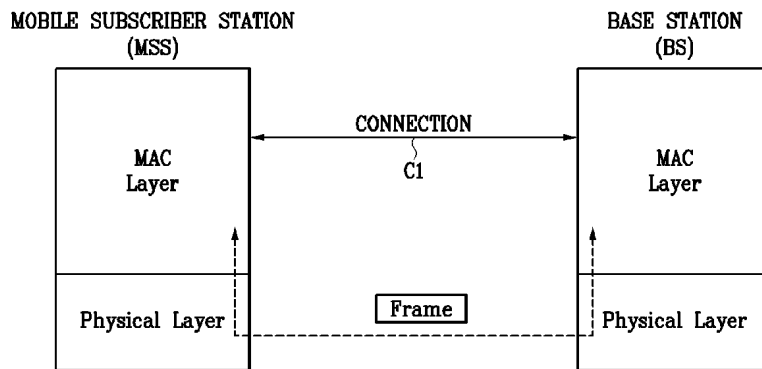 MOBILE SUBSCRIBER STATION
(MSS)
BASE STATION
(BS)
CONNECTION
C1
MAC
Layer
MAC
Layer
Frame
Physical Layer
Physical Layer